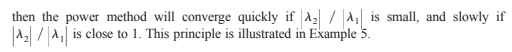 then the power method will converge quickly if |λ₂| / |λ₁| is small, and slowly if
|λ₂| / |λ₁| is close to 1. This principle is illustrated in Example 5.